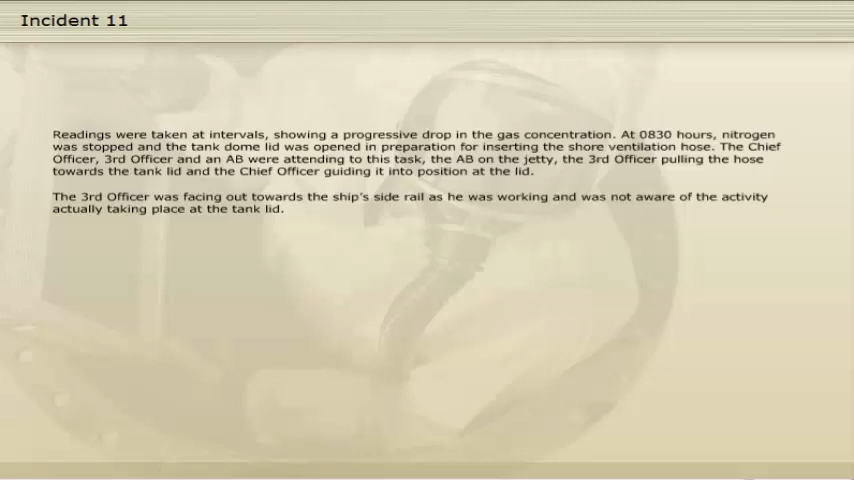 Incident 11
Readings were taken at intervals, showing a progressive drop in the gas concentration. At 0830 hours, nitrogen
was stopped and the tank dome lid was opened in preparation for inserting the shore ventilation hose. The Chief
Officer, 3rd Officer and an AB were attending to this task, the AB on the jetty, the 3rd Officer pulling the hose
towards the tank lid and the Chief Officer guiding it into position at the lid.
The 3rd Officer was facing out towards the ship's side rail as he was working and was not aware of the activity
actually taking place at the tank lid.